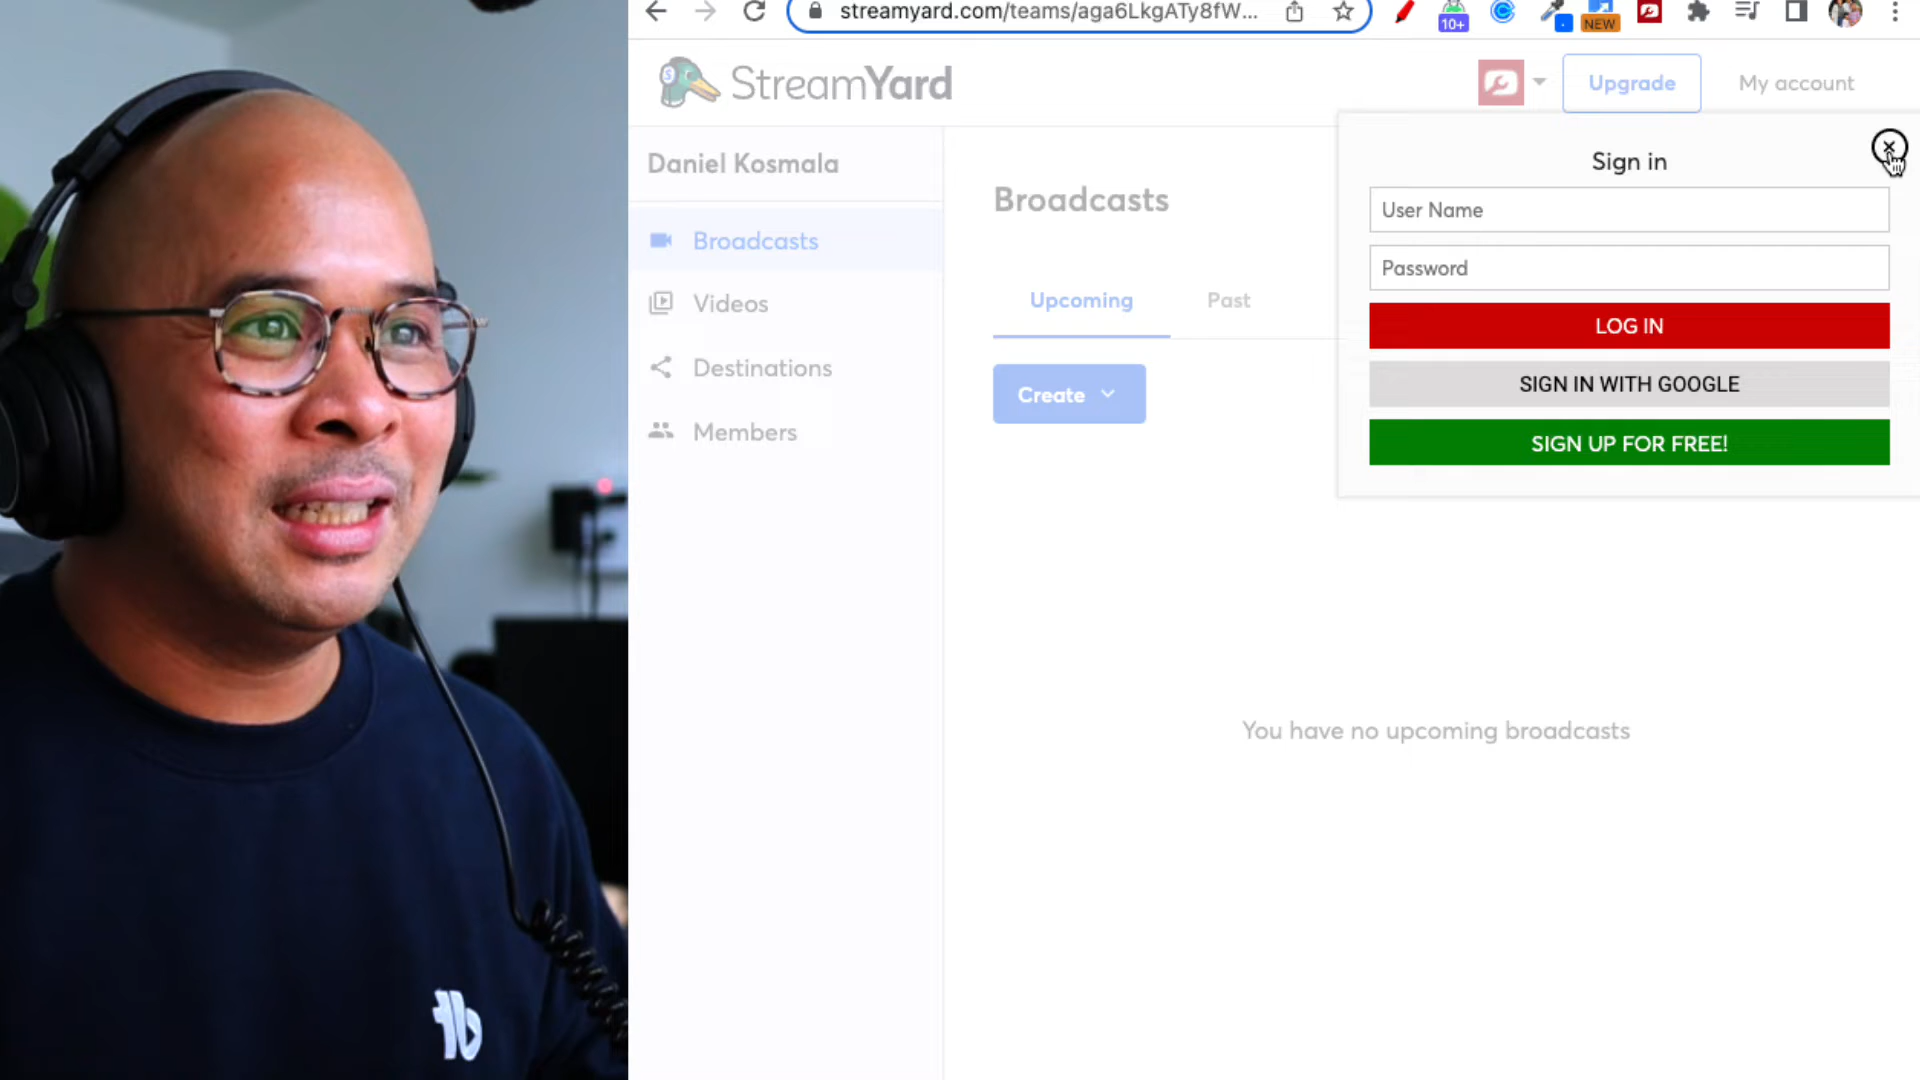 streamyard.com/teams/aga6LkgATy8fW...
10+
NEW
StreamYard
Upgrade
My account
Daniel Kosmala
Broadcasts
Videos
Destinations
Members
Broadcasts
Upcoming
Past
Create
You have no upcoming broadcasts
Sign in
User Name
Password
LOG IN
SIGN IN WITH GOOGLE
SIGN UP FOR FREE!
tb